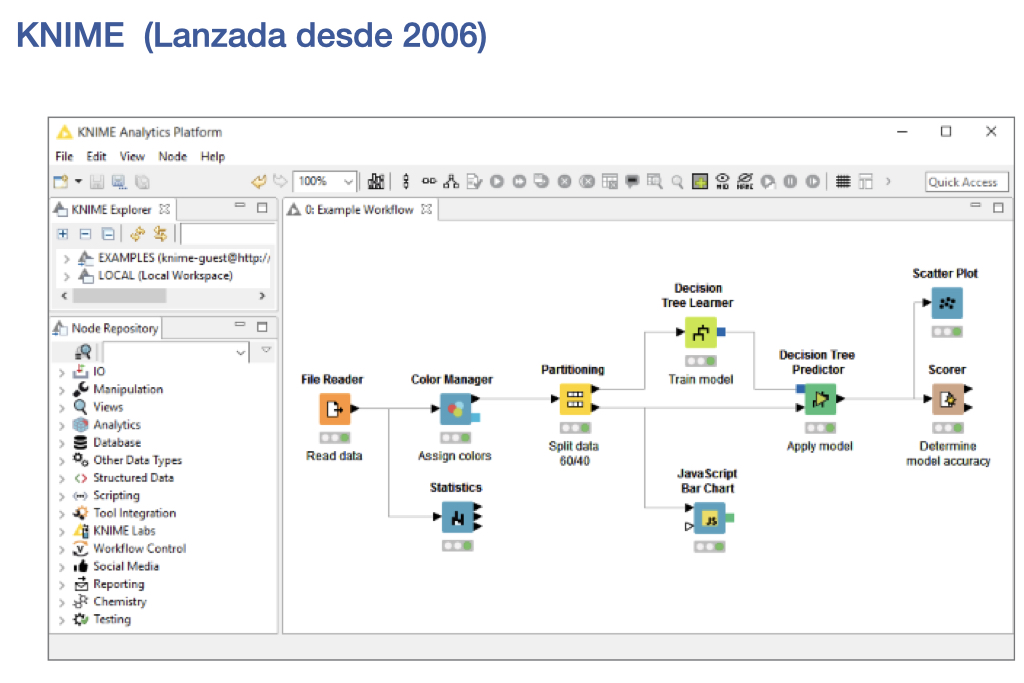 KNIME (Lanzada desde 2006)
KNIME Analytics Platform
File Edit View Node Help
100%
Quick Access
KNIME Explorer
0: Example Workflow
EXAMPLES (knime-guest@http://
LOCAL (Local Workspace)
Node Repository
IO
Manipulation
Views
Analytics
Database
Other Data Types
Structured Data
Scripting
Tool Integration
KNIME Labs
Workflow Control
Social Media
Reporting
Chemistry
Testing
File Reader
Read data
Color Manager
Assign colors
Statistics
Partitioning
Split data
60/40
Decision
Tree Learner
Train model
JavaScript
Bar Chart
JS
Decision Tree
Predictor
Apply model
Scatter Plot
Scorer
Determine
model accuracy